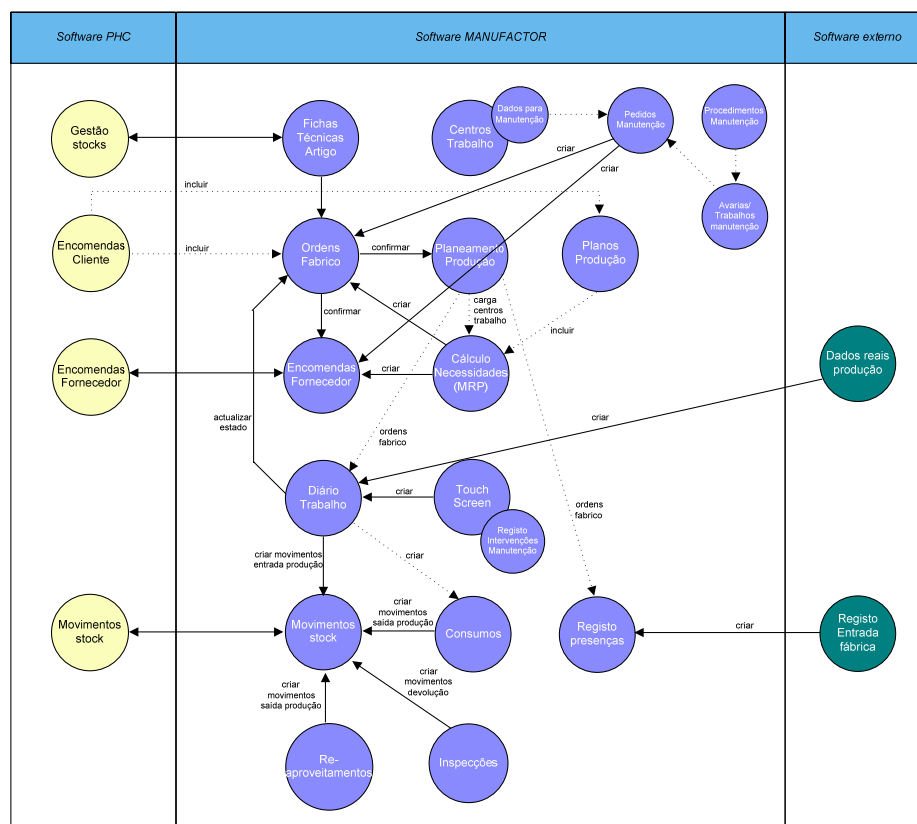 Software PHC
Software MANUFACTOR
Software externo
Gestão
stocks
Fichas
Técnicas
Artigo
Centros
Trabalho
Dados para
Manutenção
Pedidos
Manutenção
Procedimentos
Manutenção
criar
criar
incluir
Avarias/
Trabalhos
manutenção
Encomendas
Cliente
incluir
Ordens
Fabrico
confirmar
Planeamento
Produção
Planos
Produção
confirmar
criar
carga
centros
trabalho
incluir
Encomendas
Fornecedor
Encomendas
Fornecedor
criar
Cálculo
Necessidades
(MRP)
Dados reais
produção
actualizar
estado
criar
ordens
fabrico
Diário
Trabalho
criar
Touch
Screen
Registo
Intervenções
Manutenção
ordens
fabrico
criar movimentos
entrada produção
criar
Movimentos
stock
Movimentos
stock
criar
movimentos
saída produção
Consumos
Registo
presenças
criar
Registo
Entrada
fábrica
criar
movimentos
saída produção
criar
movimentos
devolução
Re-
aproveitamentos
Inspecções